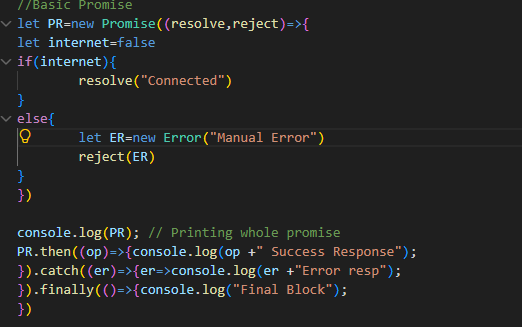 //Basic Promise
let PR=new Promise((resolve,reject)=>{
let internet=false
if(internet){
resolve("Connected")
}
else{
let ER=new Error("Manual Error")
reject(ER)
}
})
console.log(PR); // Printing whole promise
PR.then((op)=>{console.log(op +" Success Response");
}).catch((er)=>{er=>console.log(er +"Error resp");
}).finally(()=>{console.log("Final Block");
})